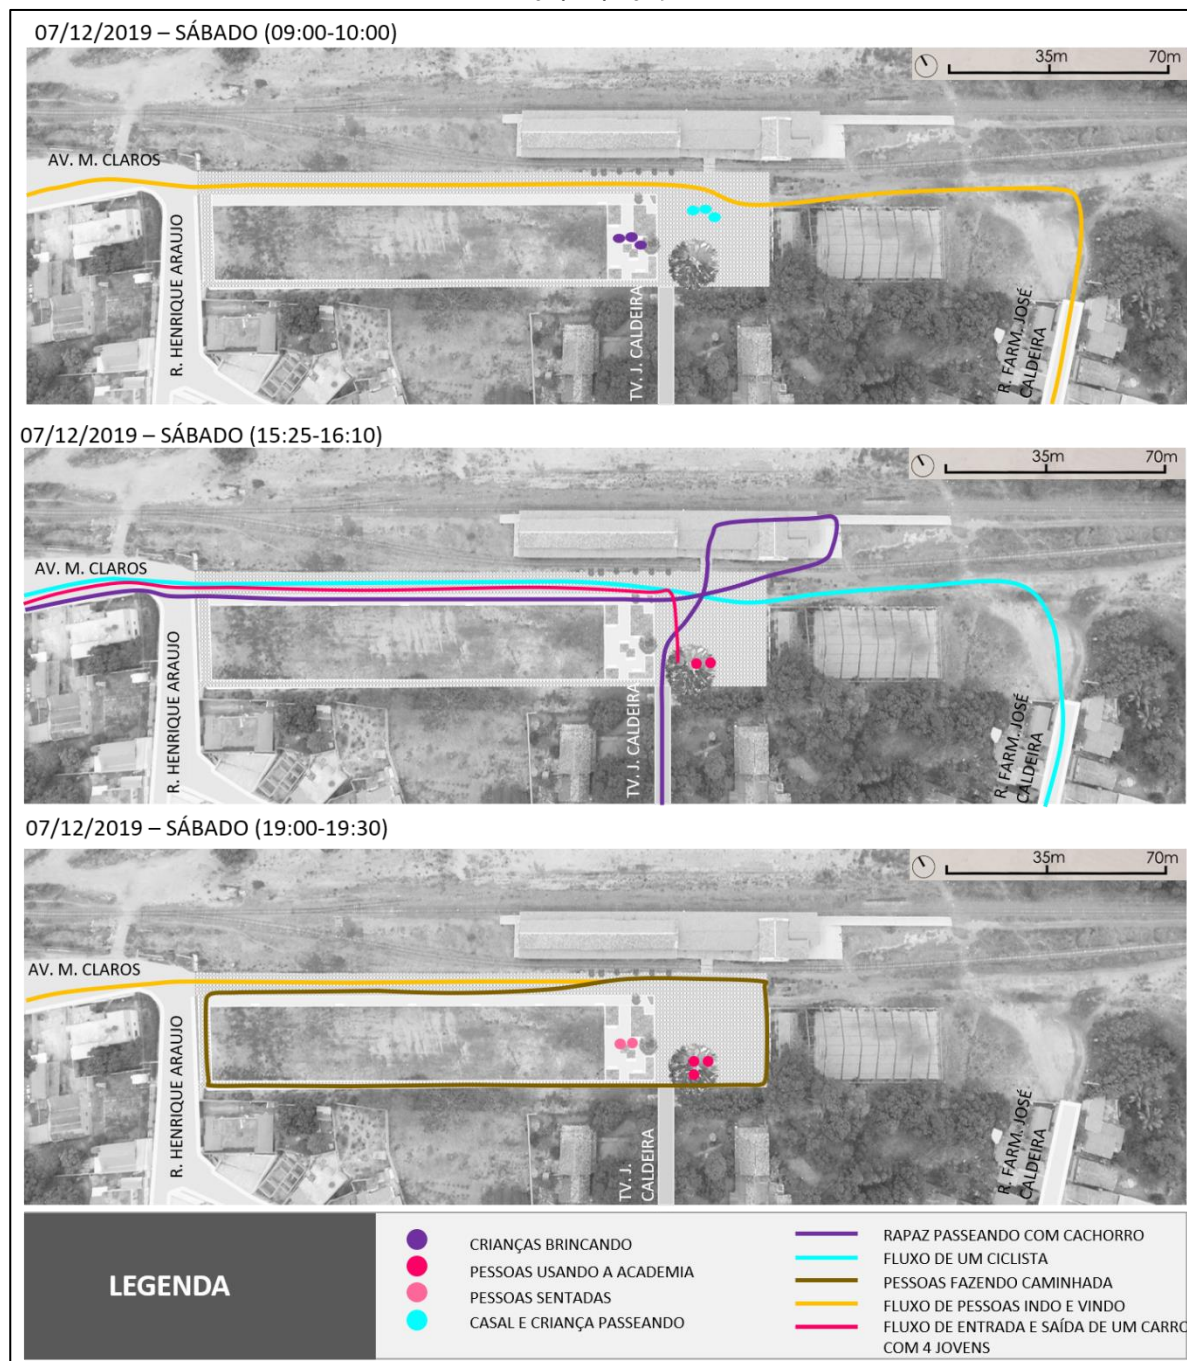 07/12/2019 – SÁBADO (09:00-10:00)
35m
70m
AV. M. CLAROS
R. HENRIQUE ARAUJO
TV. J. CALDEIRA
R. FARM. JOSÉ
CALDEIRA
07/12/2019 – SÁBADO (15:25-16:10)
35m
70m
AV. M. CLAROS
R. HENRIQUE ARAUJO
TV. J. CALDEIRA
R. FARM. JOSÉ
CALDEIRA
07/12/2019 – SÁBADO (19:00-19:30)
35m
70m
AV. M. CLAROS
R. HENRIQUE ARAUJO
TV. J.
CALDEIRA
R. FARM. JOSÉ
CALDEIRA
LEGENDA
CRIANÇAS BRINCANDO
PESSOAS USANDO A ACADEMIA
PESSOAS SENTADAS
CASAL E CRIANÇA PASSEANDO
RAPAZ PASSEANDO COM CACHORRO
FLUXO DE UM CICLISTA
PESSOAS FAZENDO CAMINHADA
FLUXO DE PESSOAS INDO E VINDO
FLUXO DE ENTRADA E SAÍDA DE UM CARRO
COM 4 JOVENS